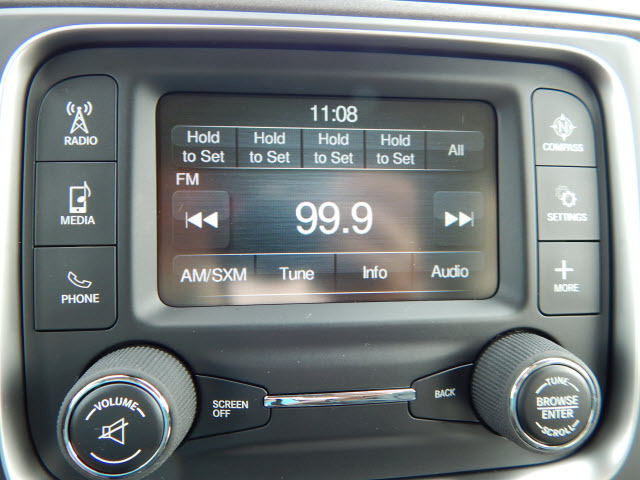 11:08
Hold to Set
Hold to Set
Hold to Set
Hold to Set
All
FM
99.9
AM/SXM
Tune
Info
Audio
RADIO
MEDIA
PHONE
N
COMPASS
SETTINGS
MORE
VOLUME
SCREEN OFF
BACK
TUNE
BROWSE
ENTER
SCROLL